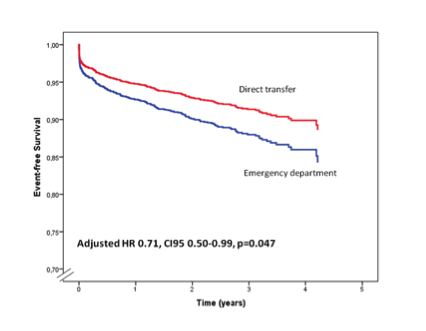 1,00
0,95
Direct transfer
0,90
Event-free Survival
0,85
Emergency department
0,80
0,75
Adjusted HR 0.71, CI95 0.50-0.99, p=0.047
0,70
0 1 2 3 4 5
Time (years)